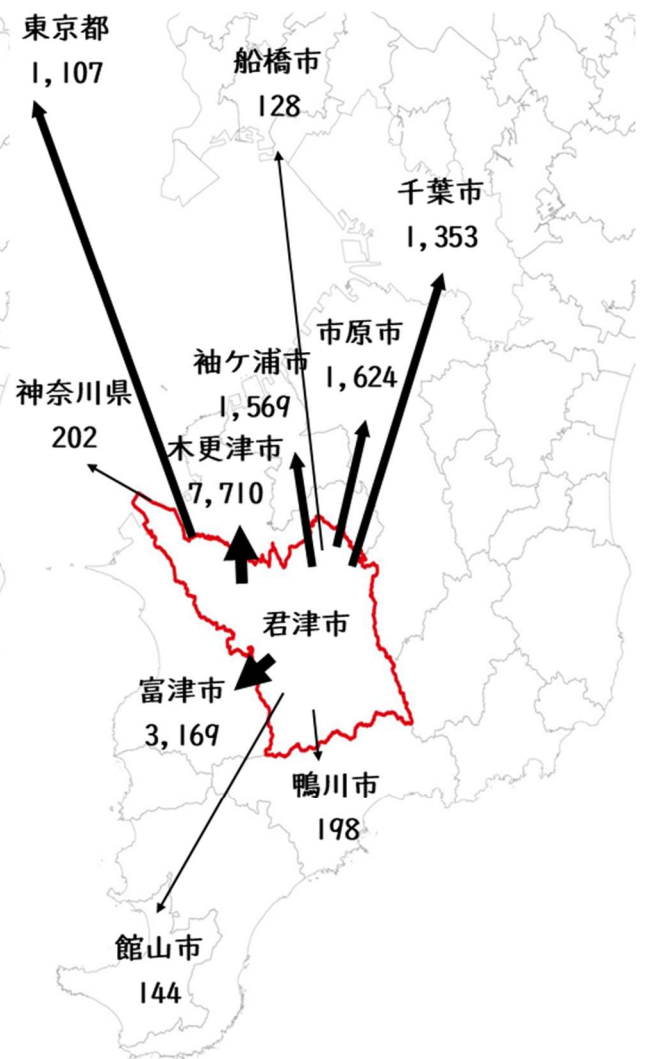 東京都
1,107
船橋市
128
千葉市
1,353
市原市
1,624
袖ケ浦市
1,569
神奈川県
202
木更津市
7,710
君津市
富津市
3,169
鴨川市
198
館山市
144